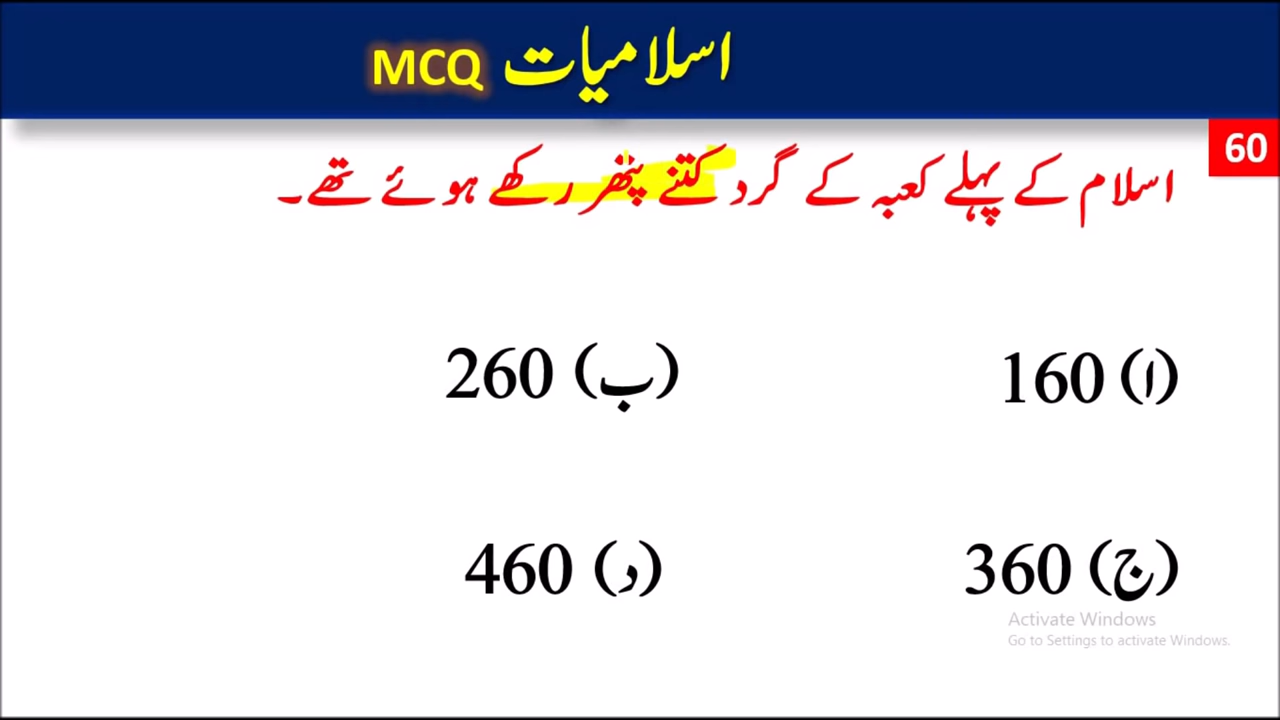 اسلامیات MCQ
60
اسلام کے پہلے کعبہ کے گرد کتنے پتھر رکھے ہوئے تھے۔
(ا) 160
(ب) 260
(ج) 360
(د) 460
Activate Windows
Go to Settings to activate Windows.